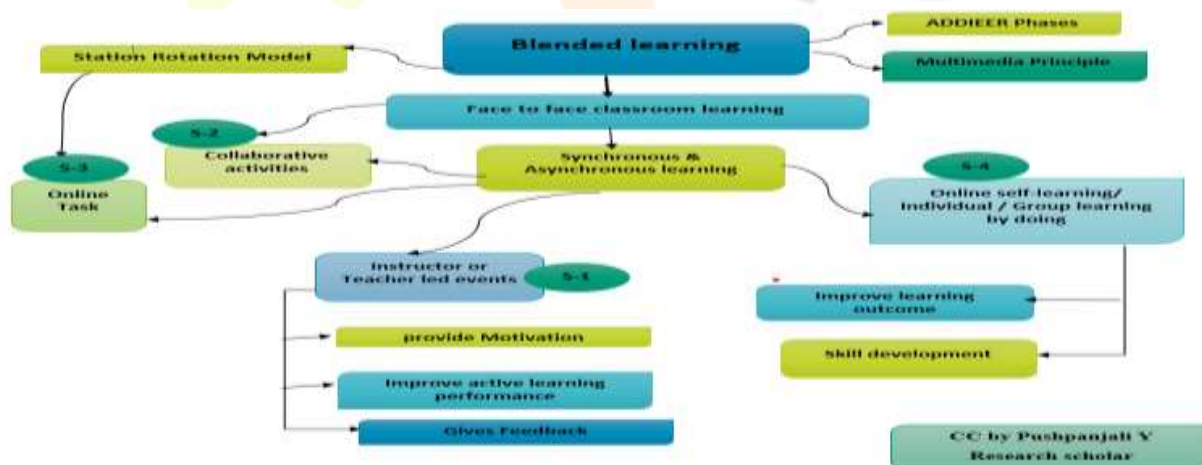 Blended learning
ADDIEER Phases
Station Rotation Model
Multimedia Principle
Face to face classroom learning
S-2
Collaborative
activities
Synchronous &
Asynchronous learning
S-3
Online
Task
S-4
Online self-learning/
Individual / Group learning
by doing
Instructor or
Teacher led events
S-1
Improve learning
outcome
provide Motivation
Skill development
Improve active learning
performance
Gives Feedback
CC by Pushpanjali Y
Research scholar